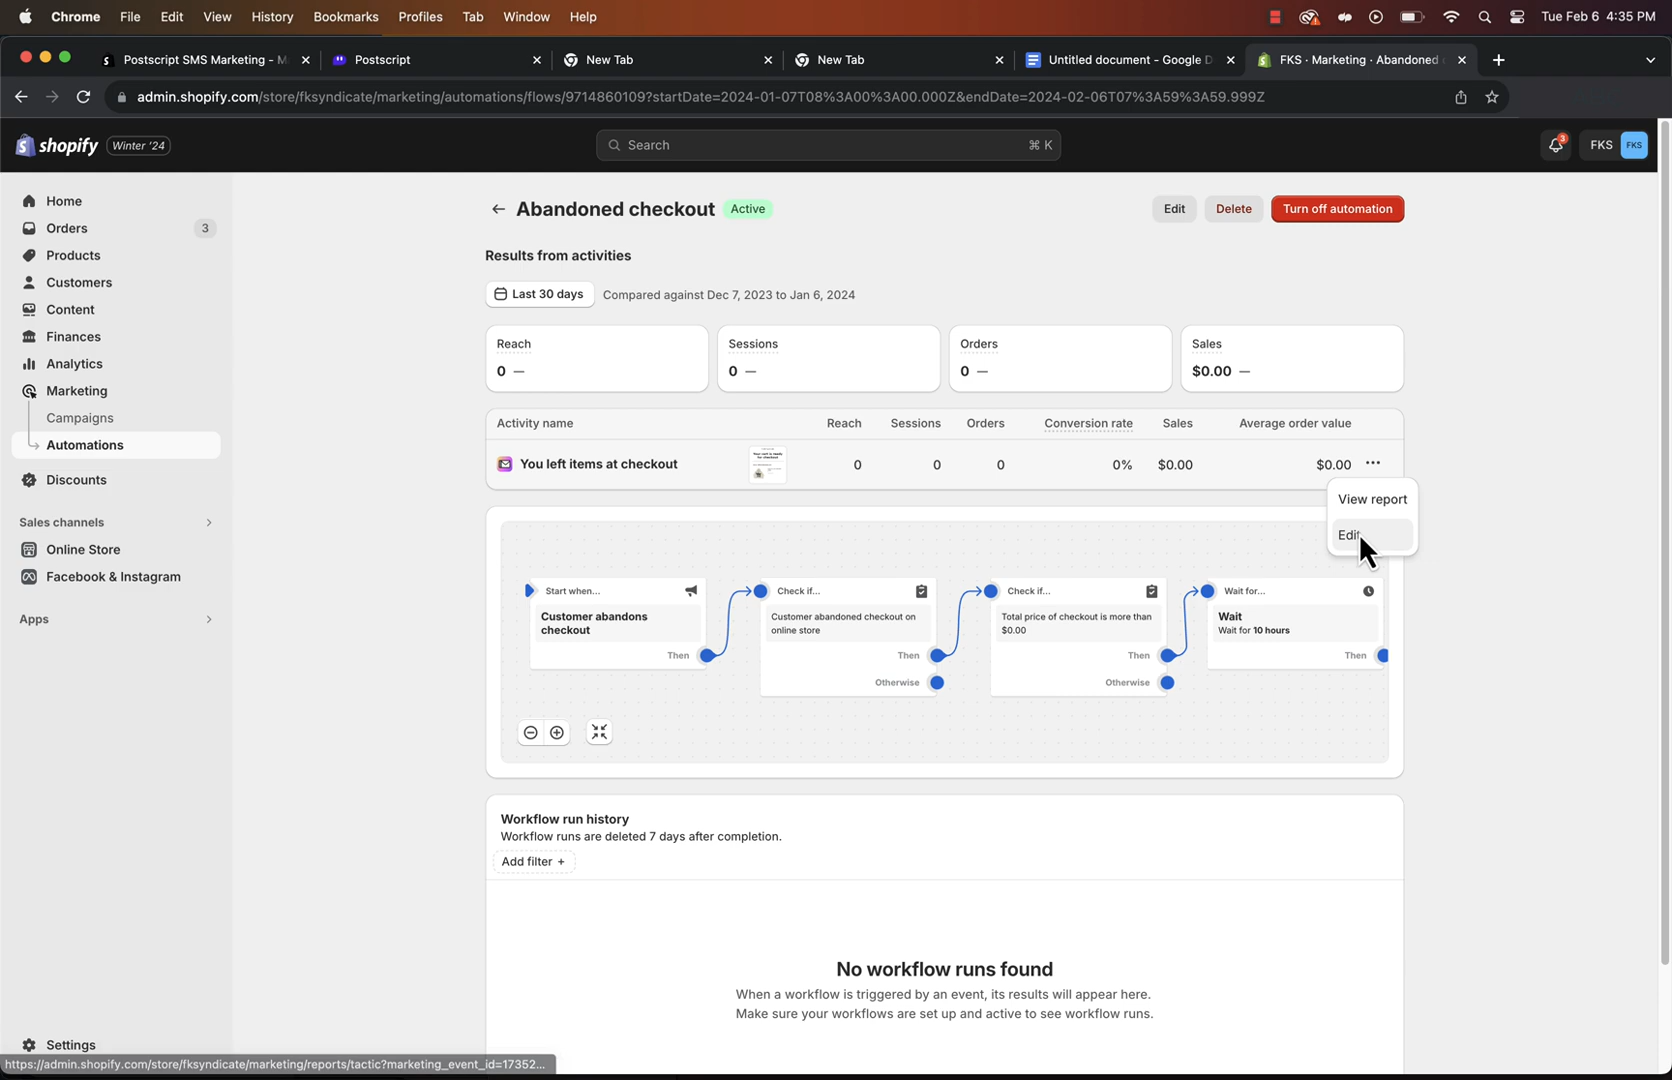 Chrome File Edit View History Bookmarks Profiles Tab Window Help Tue Feb 6 4:35 PM
Postscript SMS Marketing - M Postscript New Tab New Tab Untitled document - Google D FKS · Marketing · Abandoned
admin.shopify.com/store/fksyndicate/marketing/automations/flows/9714860109?startDate=2024-01-07T08%3A00%3A00.000Z&endDate=2024-02-06T07%3A59%3A59.999Z
shopify Winter '24 Search ⌘ K 3 FKS FKS
Home
Orders 3
Products
Customers
Content
Finances
Analytics
Marketing
Campaigns
Automations
Discounts
Sales channels
Online Store
Facebook & Instagram
Apps
Settings
Abandoned checkout Active Edit Delete Turn off automation
Results from activities
Last 30 days Compared against Dec 7, 2023 to Jan 6, 2024
Reach Sessions Orders Sales
0 — 0 — 0 — $0.00 —
Activity name Reach Sessions Orders Conversion rate Sales Average order value
You left items at checkout 0 0 0 0% $0.00 $0.00
View report
Edit
Start when... Check if... Check if... Wait for...
Customer abandons checkout
Then
Customer abandoned checkout on
online store
Then
Otherwise
Total price of checkout is more than
$0.00
Then
Otherwise
Wait
Wait for 10 hours
Then
Workflow run history
Workflow runs are deleted 7 days after completion.
Add filter +
No workflow runs found
When a workflow is triggered by an event, its results will appear here.
Make sure your workflows are set up and active to see workflow runs.
https://admin.shopify.com/store/fksyndicate/marketing/reports/tactic?marketing_event_id=17352...